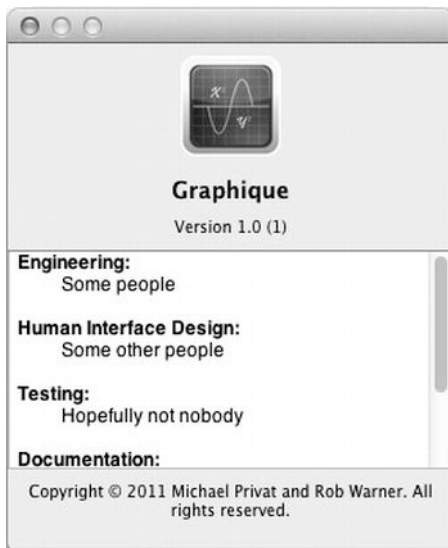 X
Y
Graphique
Version 1.0 (1)
Engineering:
Some people
Human Interface Design:
Some other people
Testing:
Hopefully not nobody
Documentation:
Copyright © 2011 Michael Privat and Rob Warner. All
rights reserved.